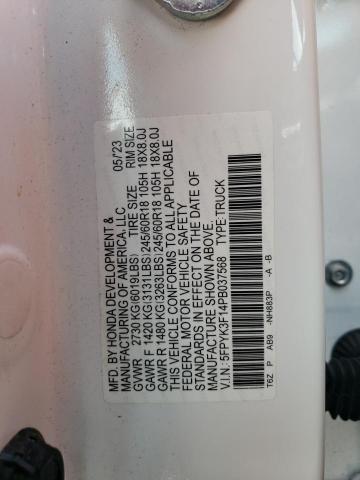 MFD. BY HONDA DEVELOPMENT &
MANUFACTURING OF AMERICA, LLC 05/23
TIRE SIZE RIM SIZE
GVWR 2730 KG(6019LBS)
GAWR F 1420 KG(3131LBS) 245/60R18 105H 18X8.0J
GAWR R 1480 KG(3263LBS) 245/60R18 105H 18X8.0J
THIS VEHICLE CONFORMS TO ALL APPLICABLE
FEDERAL MOTOR VEHICLE SAFETY
STANDARDS IN EFFECT ON THE DATE OF
MANUFACTURE SHOWN ABOVE.
V.I.N.:5FPYK3F14PB037568 TYPE:TRUCK
T6Z P AB9 -NH883P -A -B